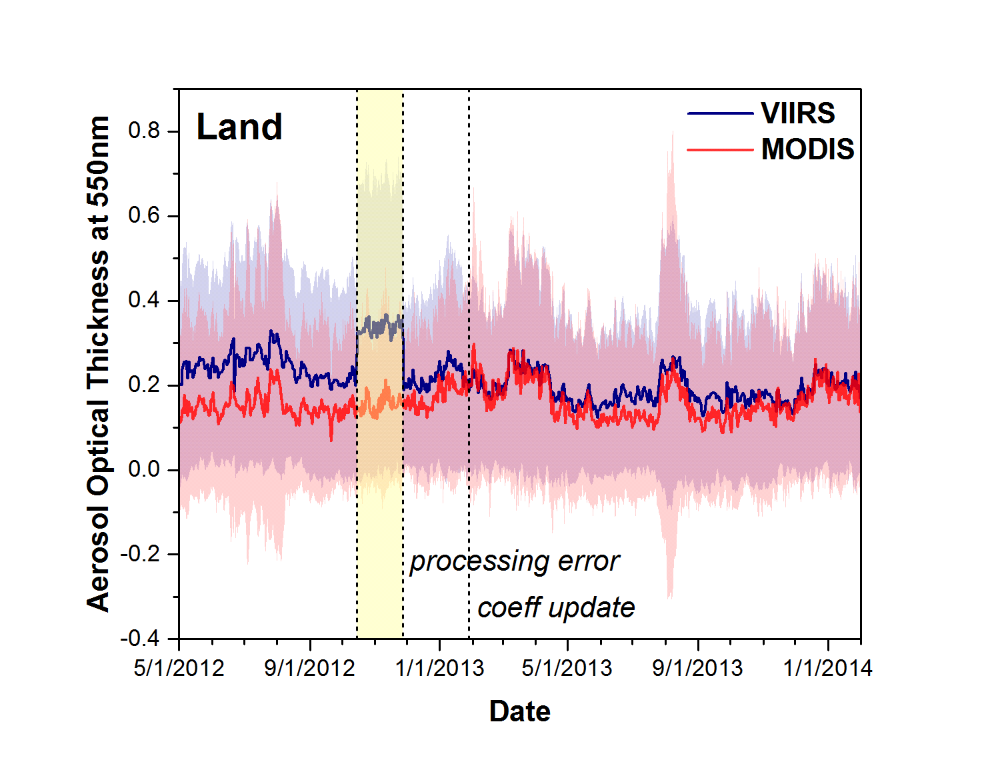 Land
VIIRS
MODIS
Aerosol Optical Thickness at 550nm
0.8
0.6
0.4
0.2
0.0
-0.2
-0.4
processing error
coeff update
5/1/2012
9/1/2012
1/1/2013
5/1/2013
9/1/2013
1/1/2014
Date